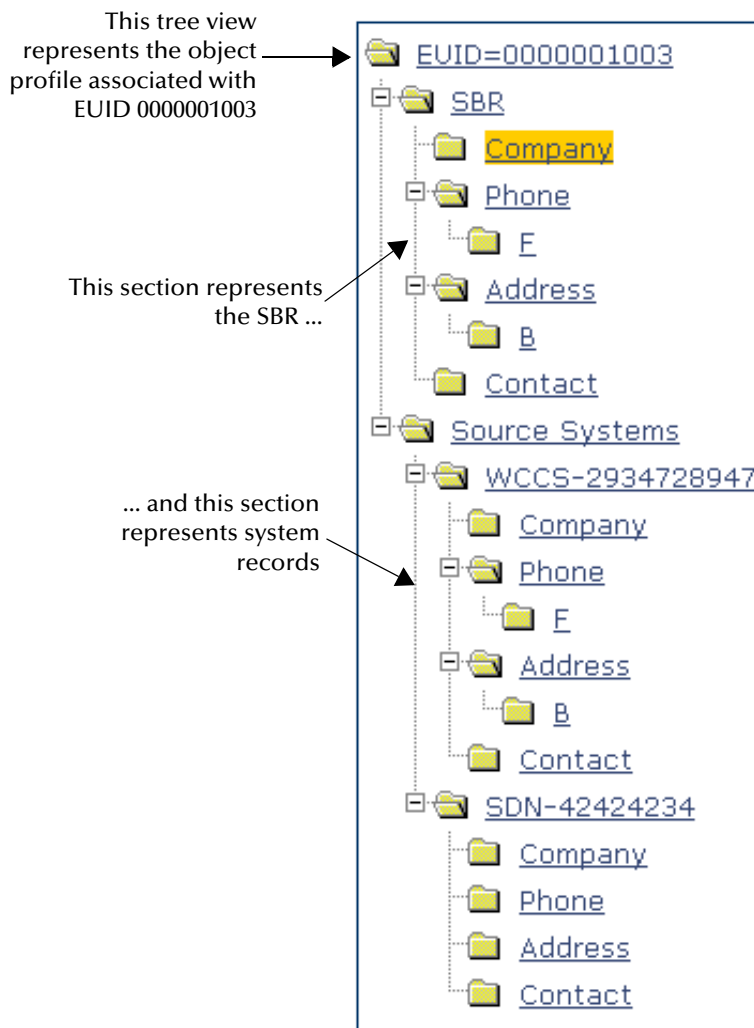 This tree view
represents the object
profile associated with
EUID 0000001003
EUID=0000001003
SBR
Company
Phone
F
This section represents
the SBR ...
Address
B
Contact
Source Systems
... and this section
represents system
records
WCCS-2934728947
Company
Phone
F
Address
B
Contact
SDN-42424234
Company
Phone
Address
Contact